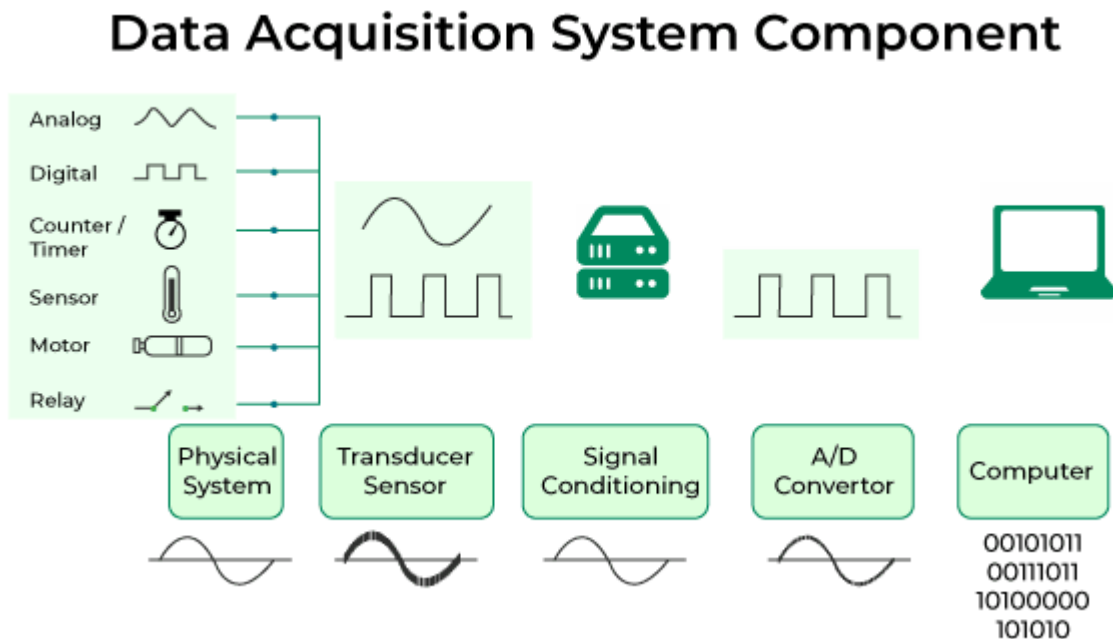 Data Acquisition System Component
Analog
Digital
Counter /
Timer
Sensor
Motor
Relay
Physical
System
Transducer
Sensor
Signal
Conditioning
A/D
Convertor
Computer
00101011
00111011
10100000
101010